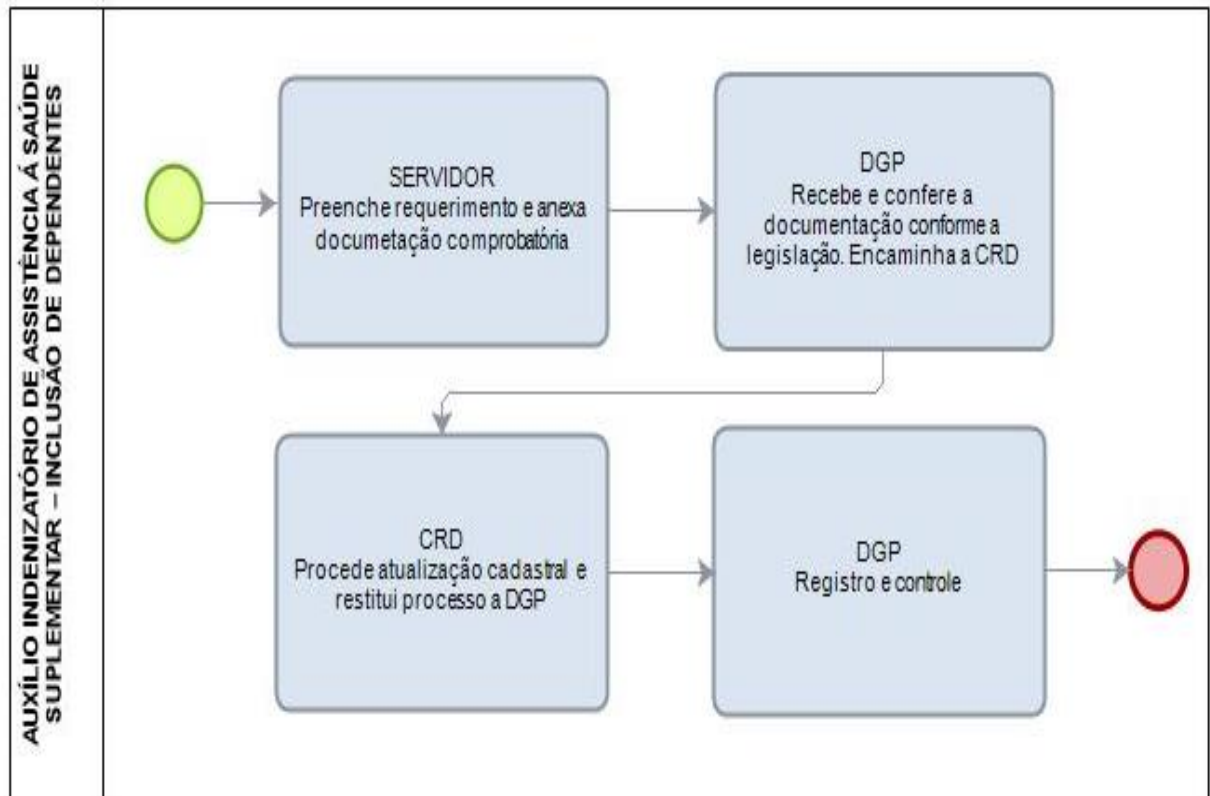 AUXÍLIO INDENIZATÓRIO DE ASSISTÊNCIA Á SAÚDE
SUPLEMENTAR – INCLUSÃO DE DEPENDENTES
SERVIDOR
Preenche requerimento e anexa
documetação comprobatória
DGP
Recebe e confere a
documentação conforme a
legislação. Encaminha a CRD
CRD
Procede atualização cadastral e
restitui processo a DGP
DGP
Registro e controle